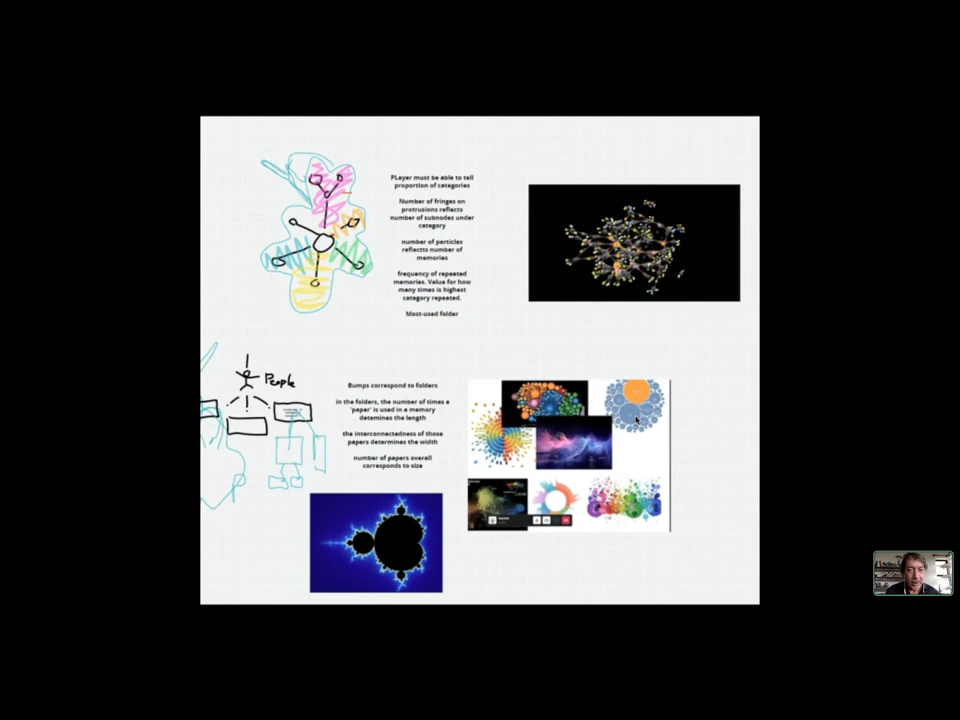 PLayer must be able to tell
proportion of catagories
Number of fringes on
protrusions reflects
number of subnodes under
category
number of particles
reflectts number of
memories
frequency of repeated
memories. Value for how
many times is highest
category repeated.
Most-used folder
People
Bumps correspond to folders
in the folders, the number of times a
'paper' is used in a memory
detemines the length
the interconnectedness of those
papers determines the width
number of papers overall
corresponds to size